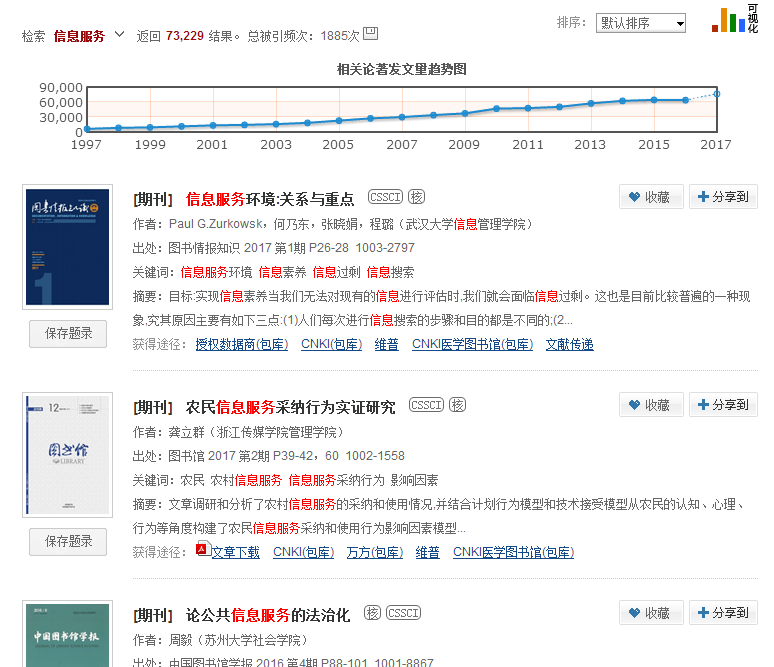 检索 信息服务 返回 73,229 结果。总被引频次：1885次
排序： 默认排序
可视化
相关论著发文量趋势图
90,000
60,000
30,000
0
1997 1999 2001 2003 2005 2007 2009 2011 2013 2015 2017
[期刊] 信息服务环境:关系与重点 CSSCI 核
收藏 分享到
作者：Paul G.Zurkowsk，何乃东，张晓娟，程璐（武汉大学信息管理学院）
出处：图书情报知识 2017 第1期 P26-28 1003-2797
关键词：信息服务环境 信息素养 信息过剩 信息搜索
摘要：目标:实现信息素养当我们无法对现有的信息进行评估时,我们就会面临信息过剩。这也是目前比较普遍的一种现
象,究其原因主要有如下三点:(1)人们每次进行信息搜索的步骤和目的都是不同的;(2...
获得途径： 授权数据商(包库) CNKI(包库) 维普 CNKI医学图书馆(包库) 文献传递
图书情报知识
1
保存题录
[期刊] 农民信息服务采纳行为实证研究 CSSCI 核
收藏 分享到
作者：龚立群（浙江传媒学院管理学院）
出处：图书馆 2017 第2期 P39-42，60 1002-1558
关键词：农民 农村信息服务 信息服务采纳行为 影响因素
摘要：文章调研和分析了农村信息服务的采纳和使用情况,并结合计划行为模型和技术接受模型从农民的认知、心理、
行为等角度构建了农民信息服务采纳和使用行为影响因素模型...
获得途径： 文章下载 CNKI(包库) 万方(包库) 维普 CNKI医学图书馆(包库)
12
图书馆
LIBRARY
保存题录
[期刊] 论公共信息服务的法治化 核 CSSCI
收藏 分享到
作者：周毅（苏州大学社会学院）
出处：中国图书馆学报 2016 第4期 P88-101 1001-8867
中国图书馆学报